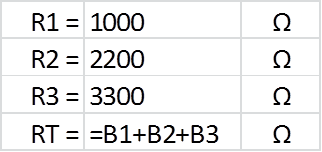 R1 = 1000 Ω
R2 = 2200 Ω
R3 = 3300 Ω
RT = =B1+B2+B3 Ω